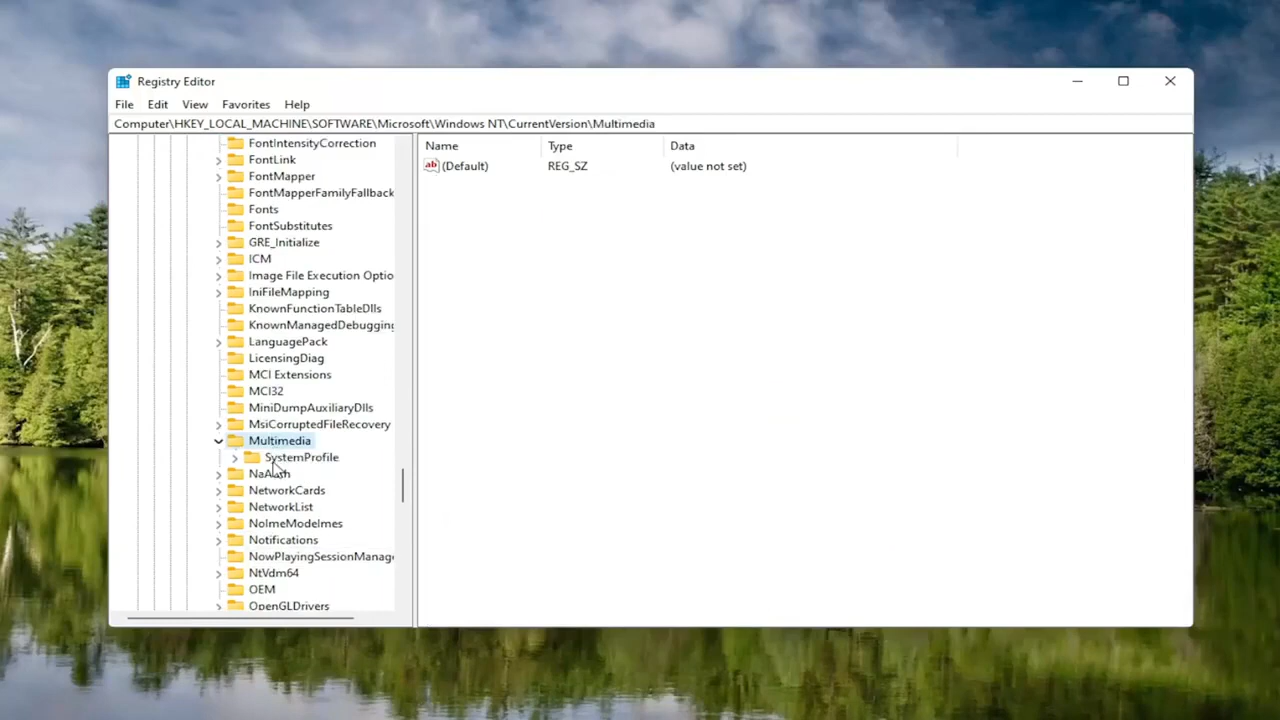 Registry Editor
File Edit View Favorites Help
Computer\HKEY_LOCAL_MACHINE\SOFTWARE\Microsoft\Windows NT\CurrentVersion\Multimedia
Name Type Data
(Default) REG_SZ (value not set)
FontIntensityCorrection
FontLink
FontMapper
FontMapperFamilyFallback
Fonts
FontSubstitutes
GRE_Initialize
ICM
Image File Execution Optio
IniFileMapping
KnownFunctionTableDlls
KnownManagedDebugging
LanguagePack
LicensingDiag
MCI Extensions
MCI32
MiniDumpAuxiliaryDlls
MsiCorruptedFileRecovery
Multimedia
SystemProfile
NetworkCards
NetworkList
NoImeModeImes
Notifications
NowPlayingSessionManage
NtVdm64
OEM
OpenGLDrivers